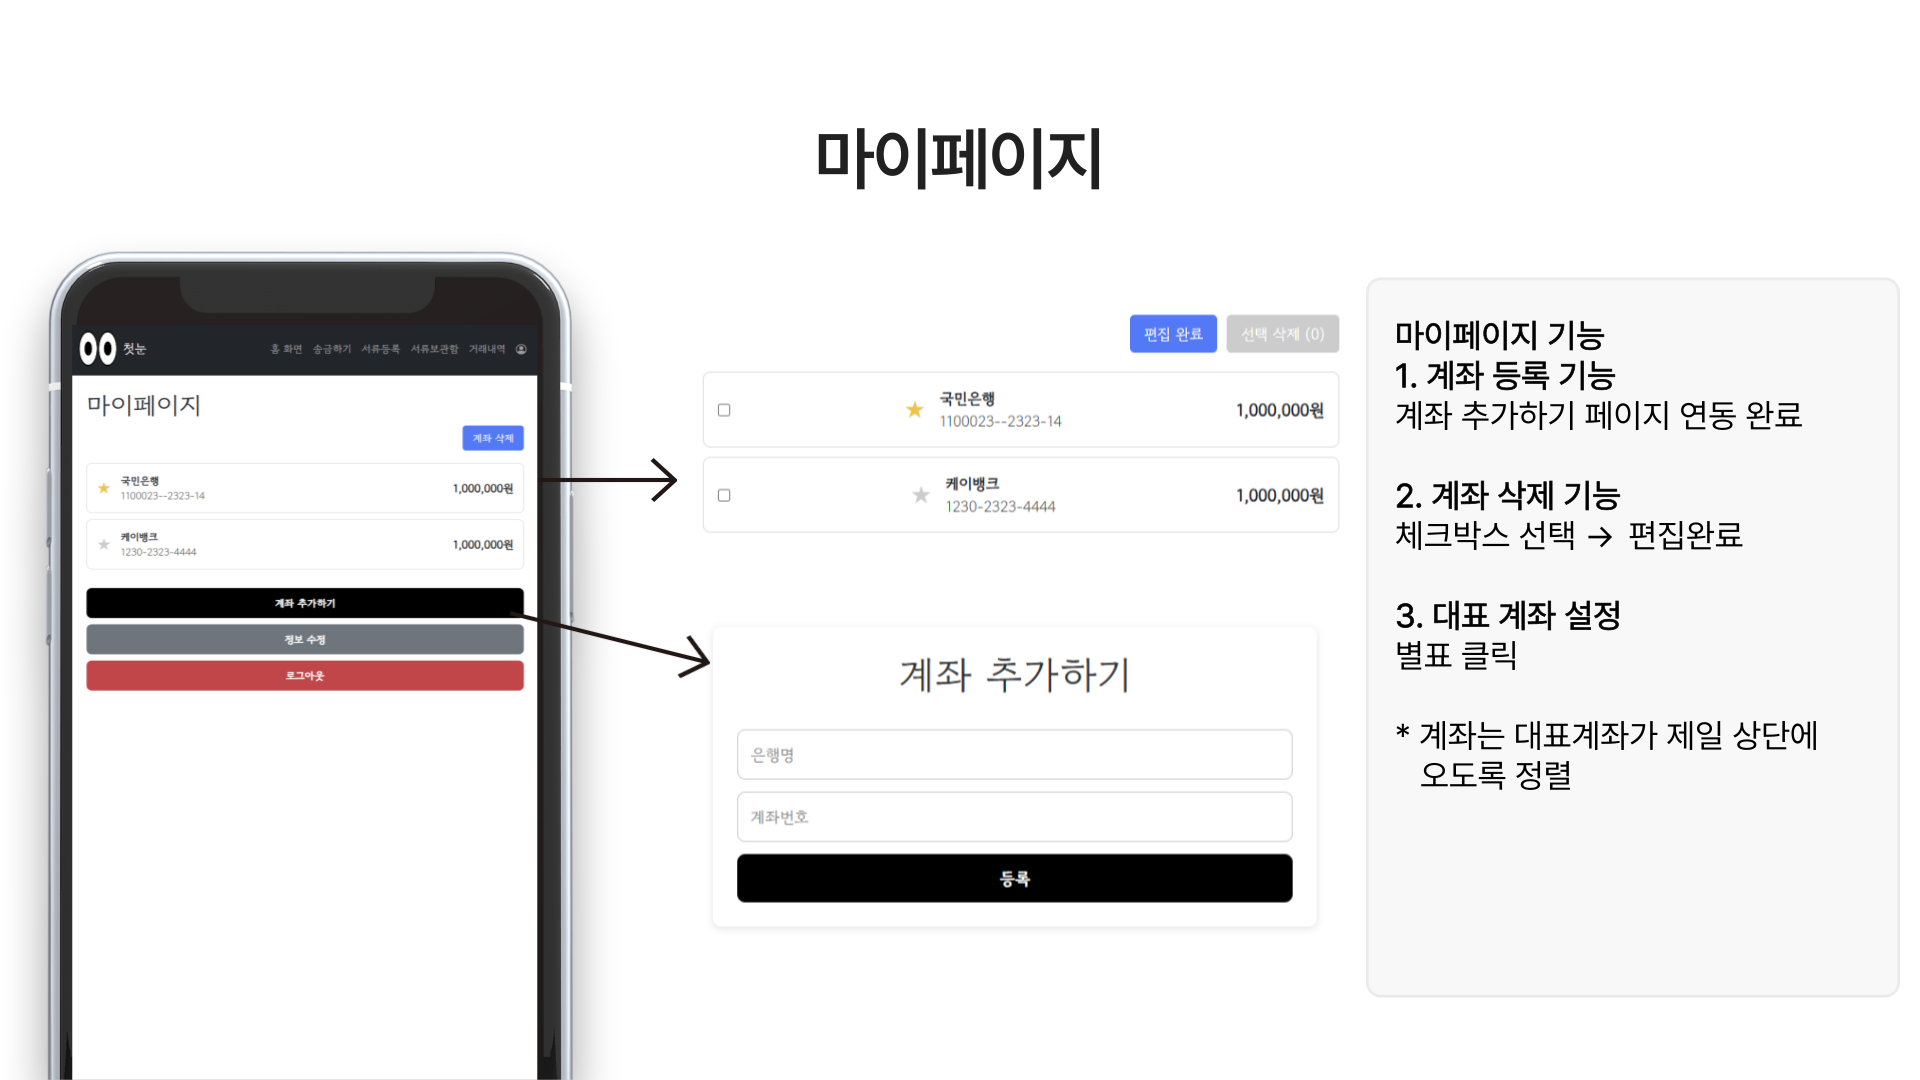 마이페이지
첫눈
홈 화면 송금하기 서류등록 서류보관함 거래내역
마이페이지
계좌 삭제
★ 국민은행
1100023--2323-14
1,000,000원
★ 케이뱅크
1230-2323-4444
1,000,000원
계좌 추가하기
정보 수정
로그아웃
편집 완료 선택 삭제 (0)
★ 국민은행
1100023--2323-14
1,000,000원
★ 케이뱅크
1230-2323-4444
1,000,000원
계좌 추가하기
은행명
계좌번호
등록
마이페이지 기능
1. 계좌 등록 기능
계좌 추가하기 페이지 연동 완료
2. 계좌 삭제 기능
체크박스 선택 → 편집완료
3. 대표 계좌 설정
별표 클릭
* 계좌는 대표계좌가 제일 상단에
오도록 정렬